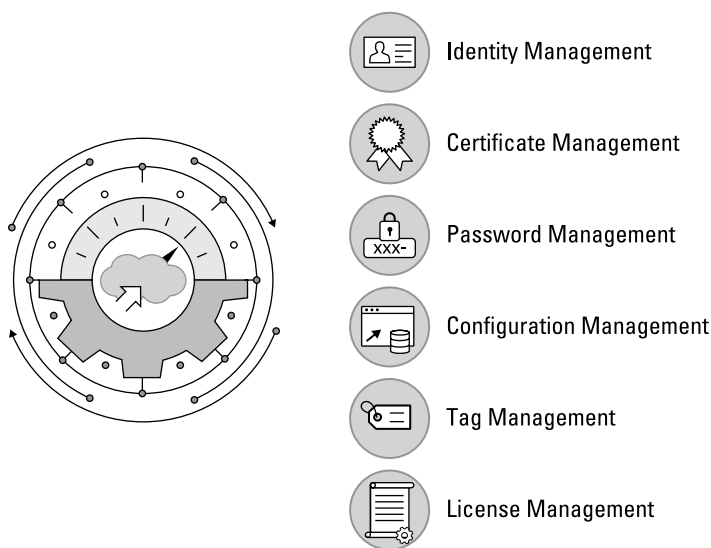 Identity Management
Certificate Management
XXX-
Password Management
Configuration Management
Tag Management
License Management